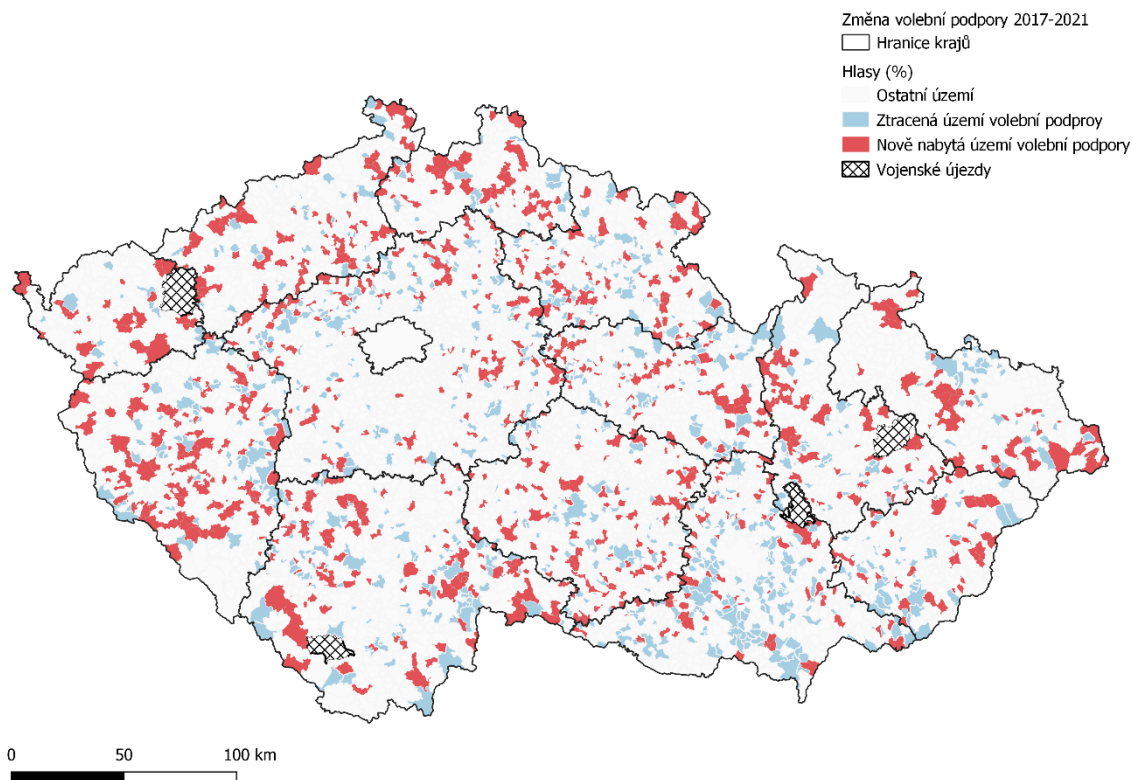 Změna volební podpory 2017-2021
Hranice krajů
Hlasy (%)
Ostatní území
Ztracená území volební podproy
Nově nabytá území volební podpory
Vojenské újezdy
0 50 100 km